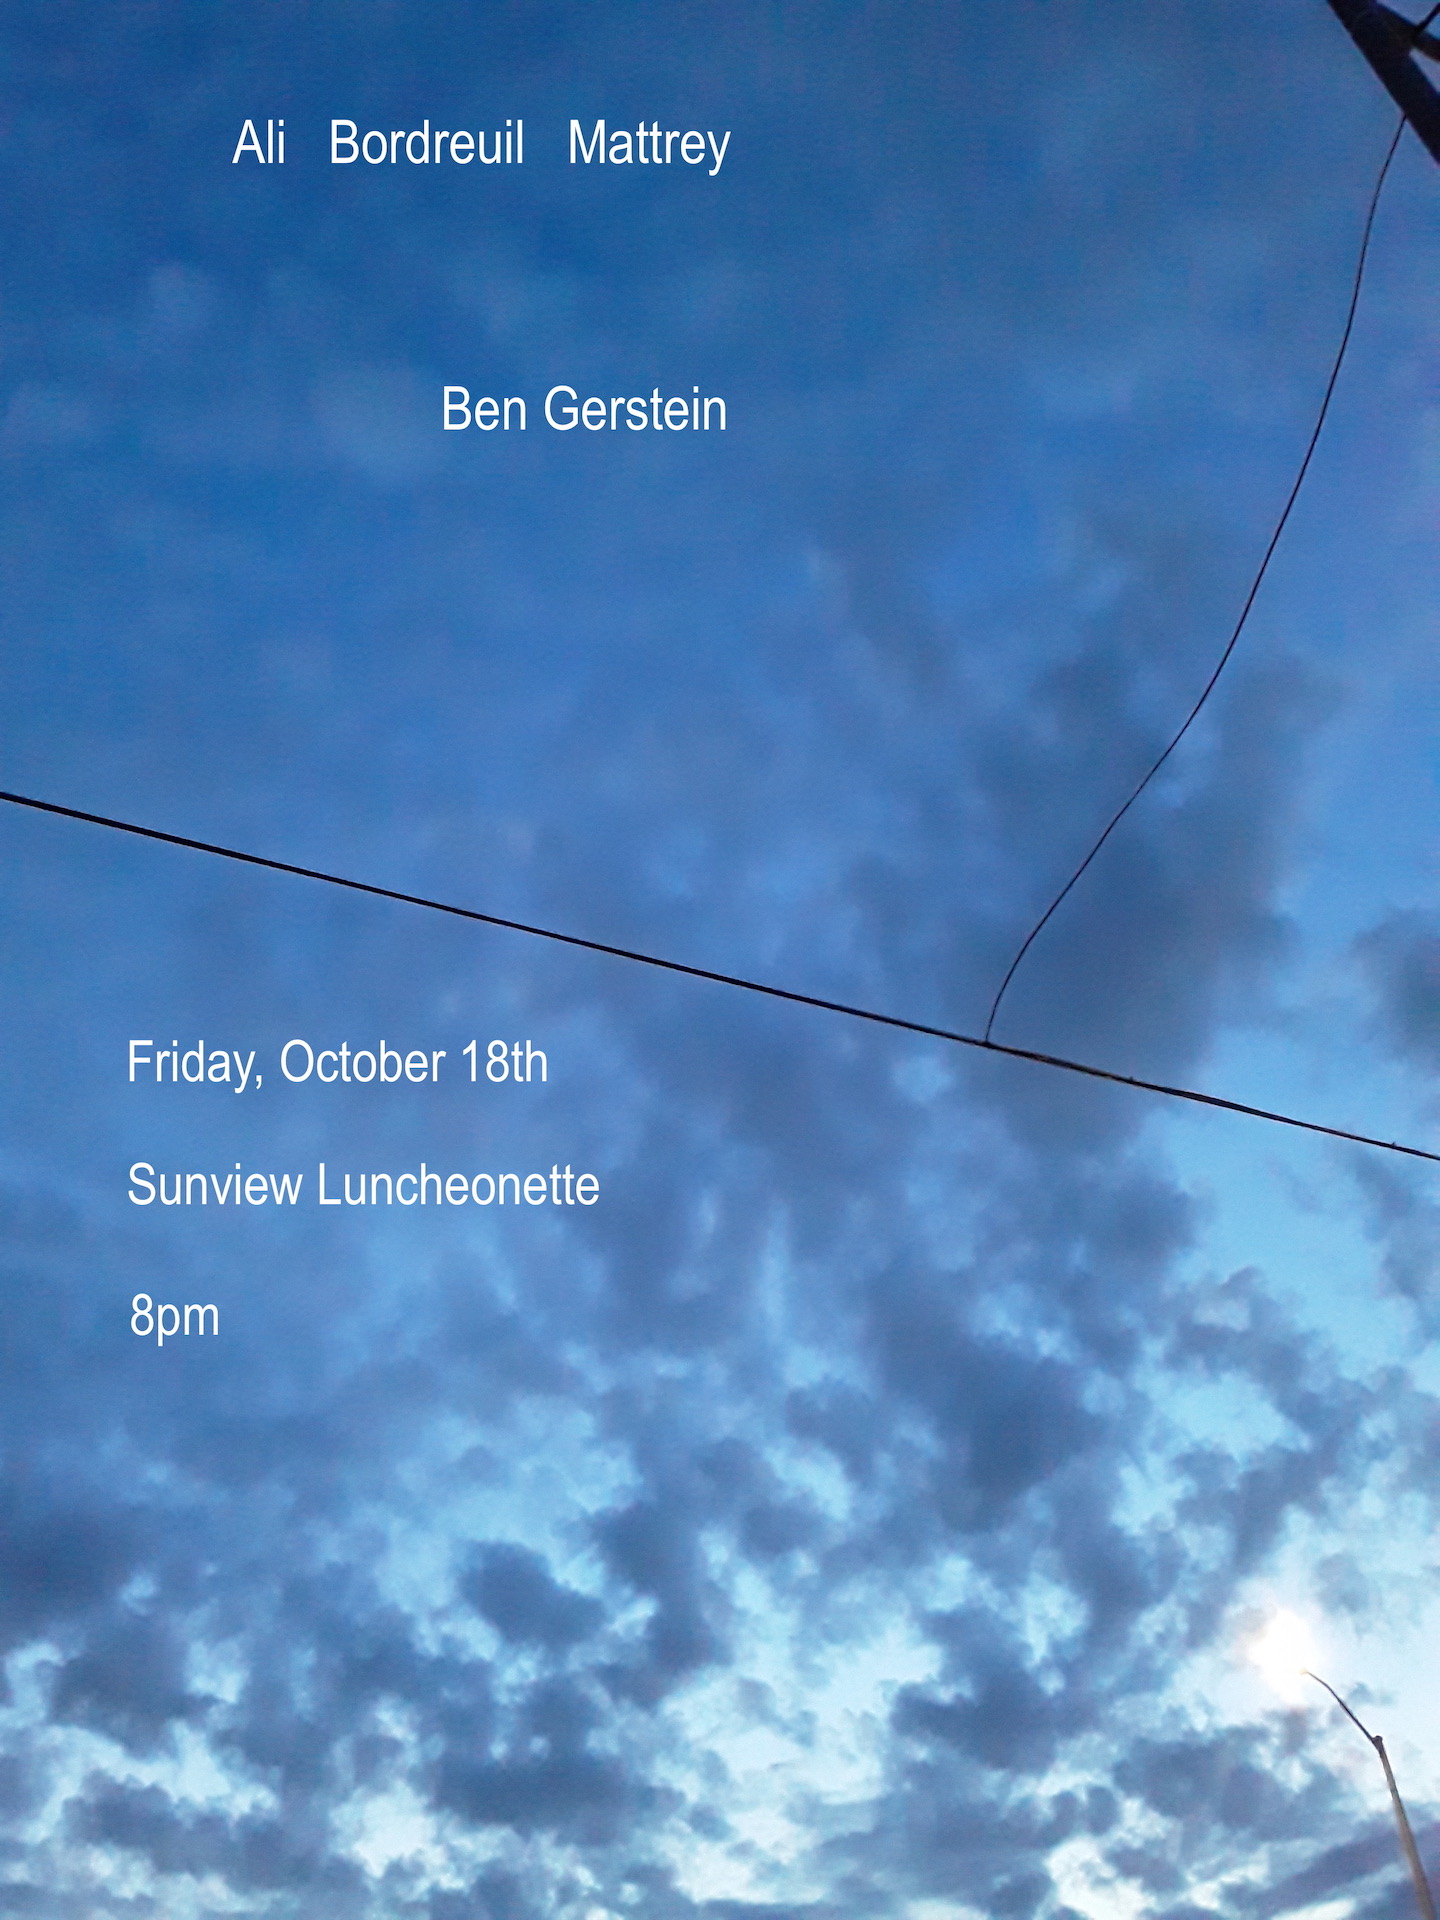 Ali Bordreuil Mattrey
Ben Gerstein
Friday, October 18th
Sunview Luncheonette
8pm